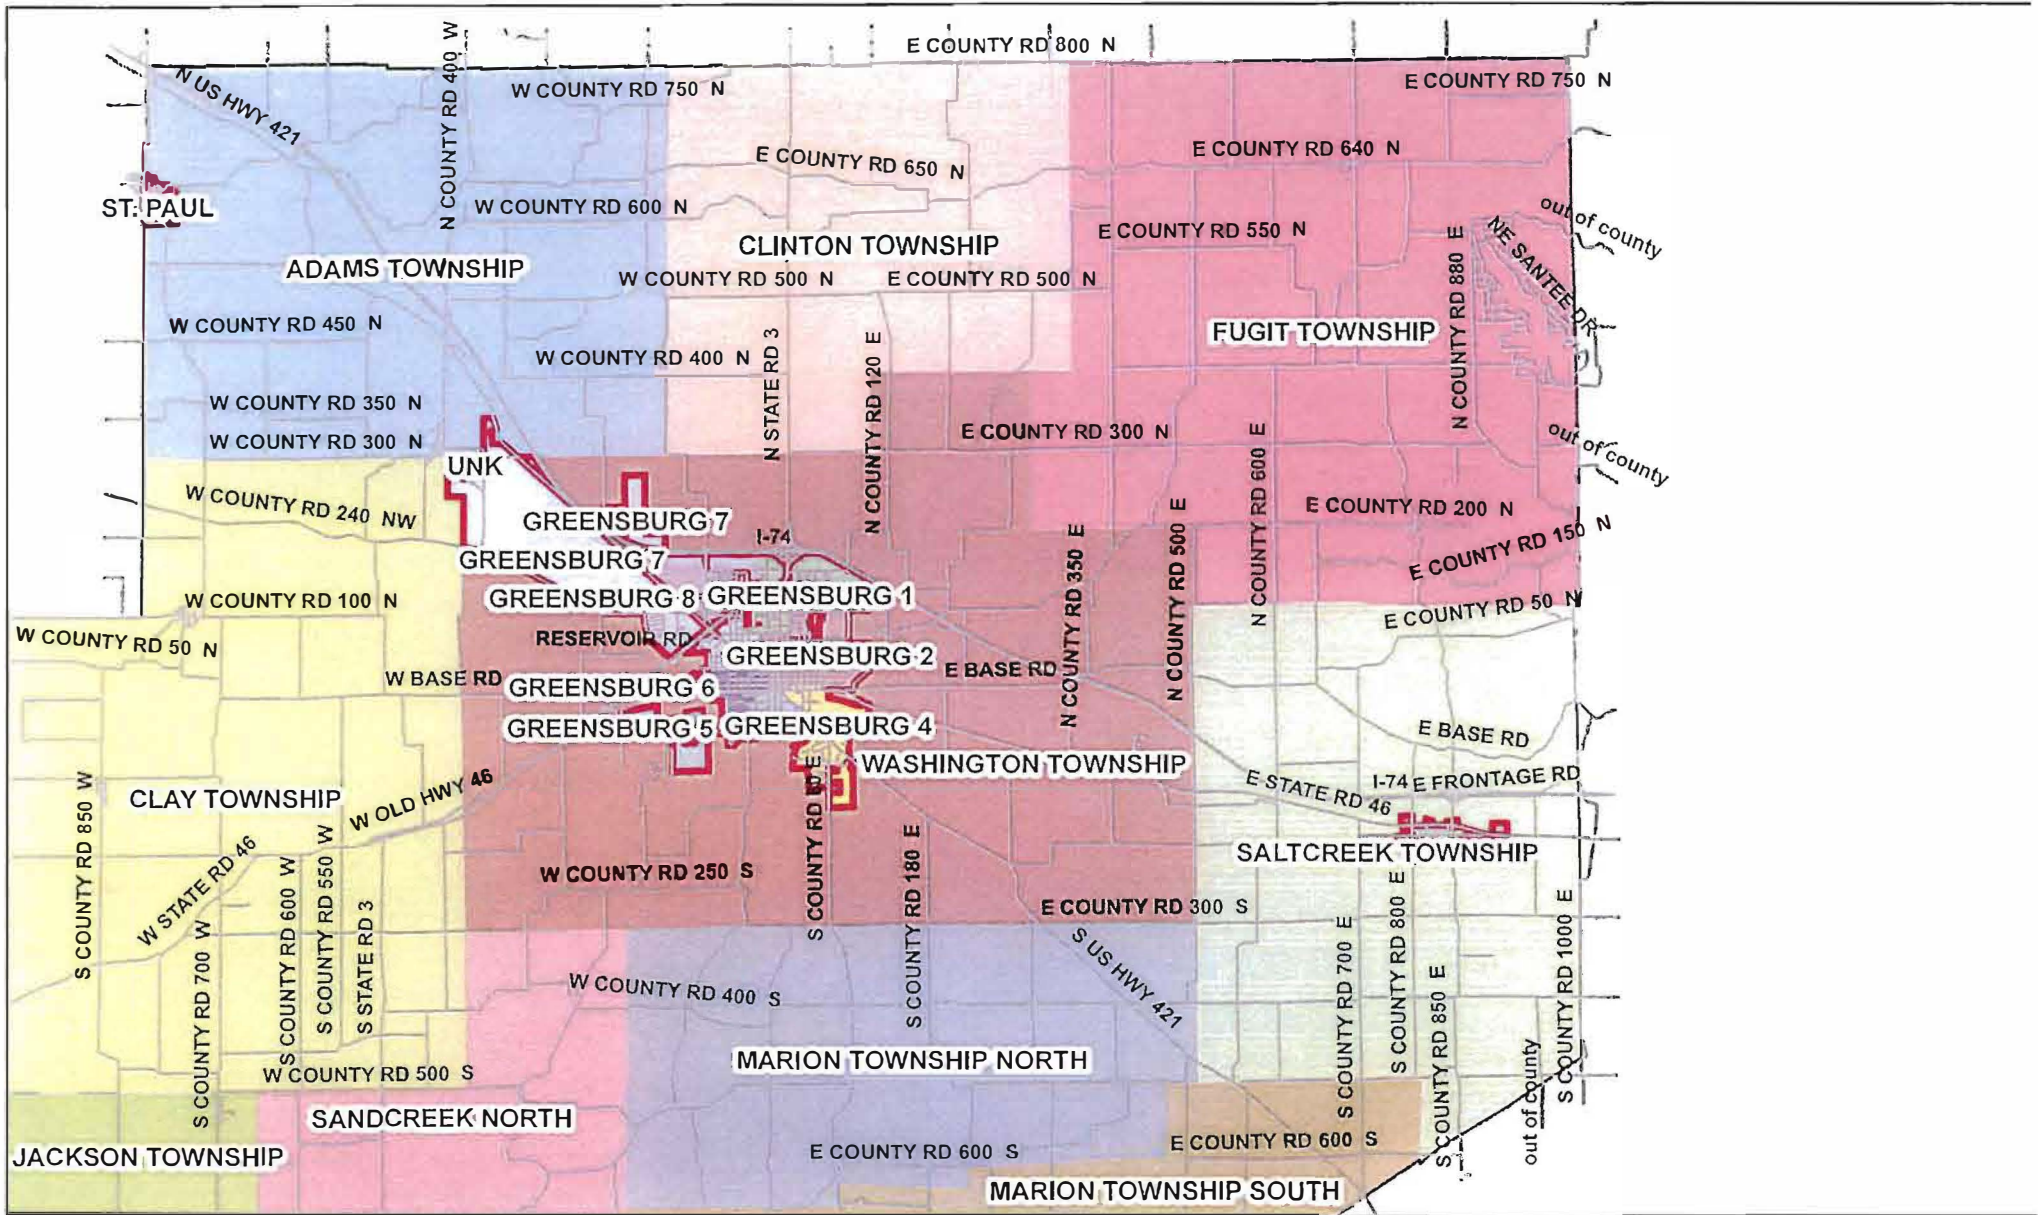 E COUNTY RD 800 N
N US HWY 421
N COUNTY RD 400 W
W COUNTY RD 750 N
E COUNTY RD 750 N
E COUNTY RD 650 N
E COUNTY RD 640 N
ST. PAUL
W COUNTY RD 600 N
out of county
CLINTON TOWNSHIP
E COUNTY RD 550 N
NE SANTEE DR
ADAMS TOWNSHIP
W COUNTY RD 500 N
E COUNTY RD 500 N
N COUNTY RD 880 E
W COUNTY RD 450 N
FUGIT TOWNSHIP
W COUNTY RD 400 N
N STATE RD 3
N COUNTY RD 120 E
W COUNTY RD 350 N
W COUNTY RD 300 N
E COUNTY RD 300 N
out of county
UNK
N COUNTY RD 600 E
W COUNTY RD 240 NW
GREENSBURG 7
E COUNTY RD 200 N
I-74
E COUNTY RD 150 N
GREENSBURG 7
N COUNTY RD 350 E
N COUNTY RD 500 E
W COUNTY RD 100 N
GREENSBURG 8
GREENSBURG 1
E COUNTY RD 50 N
W COUNTY RD 50 N
RESERVOIR RD
GREENSBURG 2
E BASE RD
W BASE RD
GREENSBURG 6
GREENSBURG 5
GREENSBURG 4
E BASE RD
WASHINGTON TOWNSHIP
I-74
E FRONTAGE RD
E STATE RD 46
CLAY TOWNSHIP
W OLD HWY 46
S COUNTY RD 850 W
SALTCREEK TOWNSHIP
W STATE RD 46
W COUNTY RD 250 S
S COUNTY RD E
S COUNTY RD 180 E
E COUNTY RD 300 S
S COUNTY RD 700 W
S COUNTY RD 600 W
S COUNTY RD 550 W
S STATE RD 3
S US HWY 421
S COUNTY RD 700 E
S COUNTY RD 800 E
S COUNTY RD 850 E
S COUNTY RD 1000 E
W COUNTY RD 400 S
MARION TOWNSHIP NORTH
W COUNTY RD 500 S
out of county
SANDCREEK NORTH
JACKSON TOWNSHIP
E COUNTY RD 600 S
E COUNTY RD 600 S
MARION TOWNSHIP SOUTH